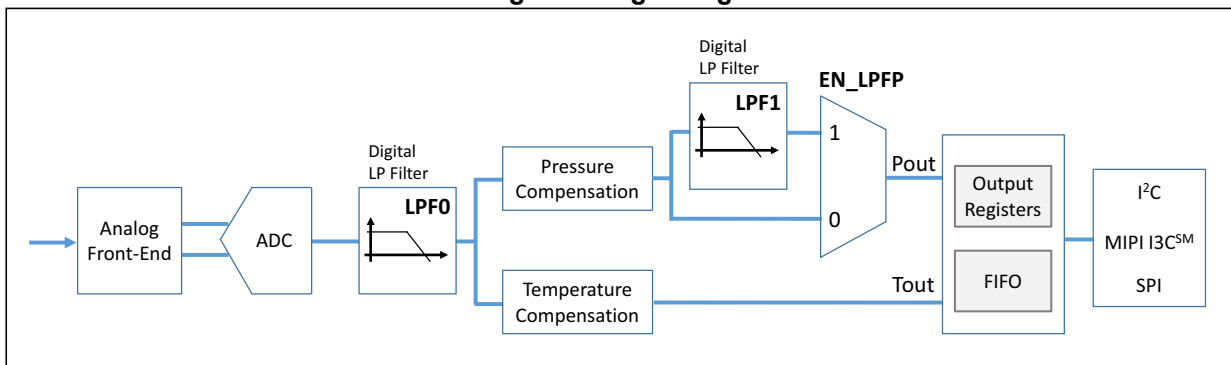 Digital
LP Filter
LPF1
EN_LPFP
1
0
Digital
LP Filter
LPF0
Analog
Front-End
ADC
Pressure
Compensation
Temperature
Compensation
Pout
Tout
Output
Registers
FIFO
I²C
MIPI I3Cˢᴹ
SPI